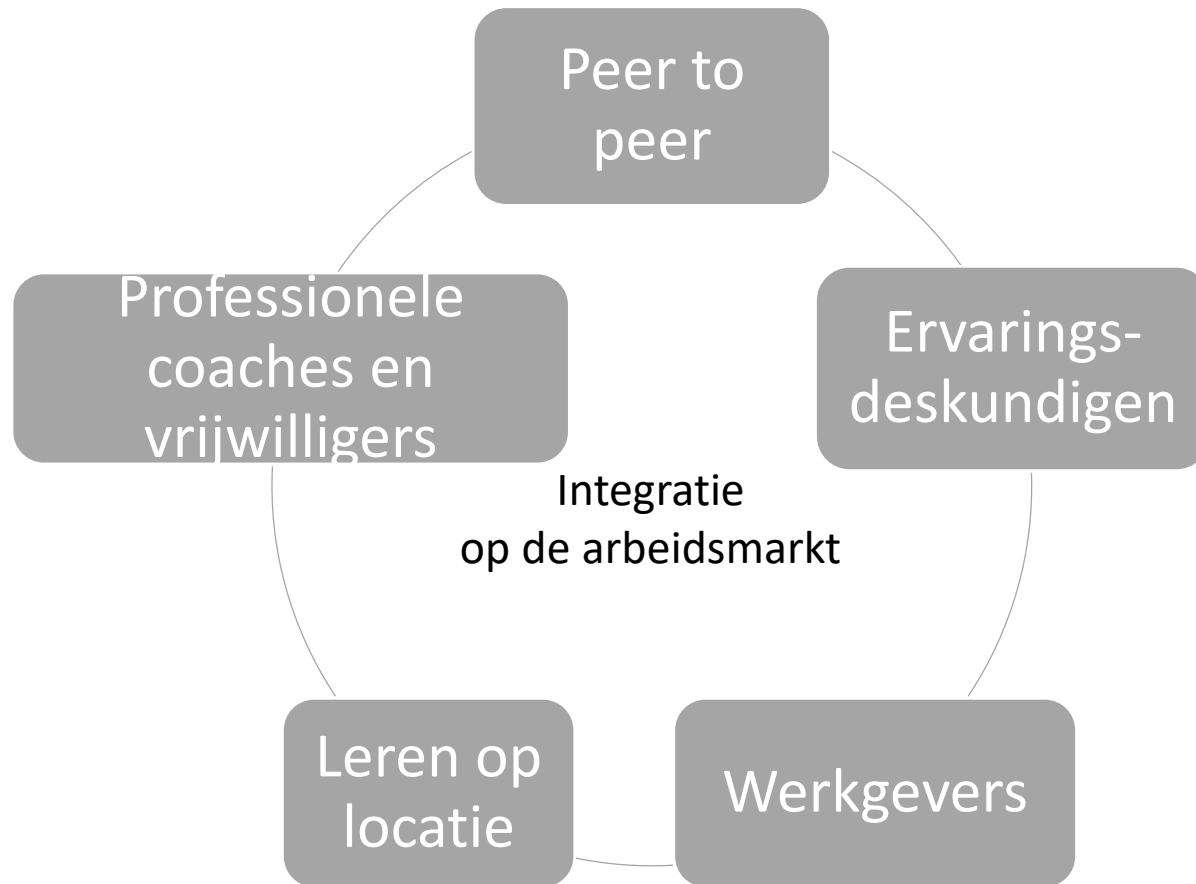 Peer to
peer
Professionele
coaches en
vrijwilligers
Ervarings-
deskundigen
Integratie
op de arbeidsmarkt
Leren op
locatie
Werkgevers